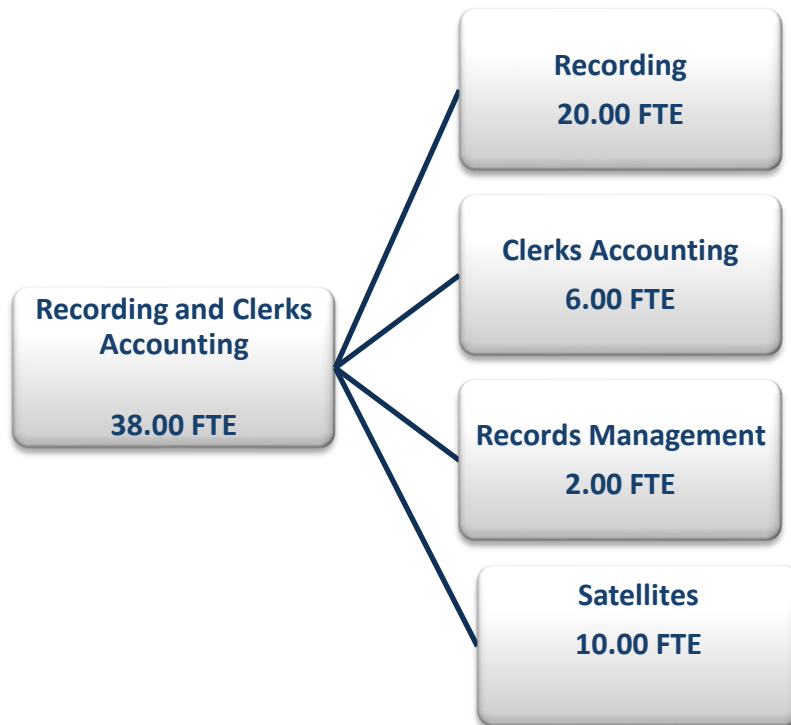 Recording and Clerks
Accounting
38.00 FTE
Recording
20.00 FTE
Clerks Accounting
6.00 FTE
Records Management
2.00 FTE
Satellites
10.00 FTE